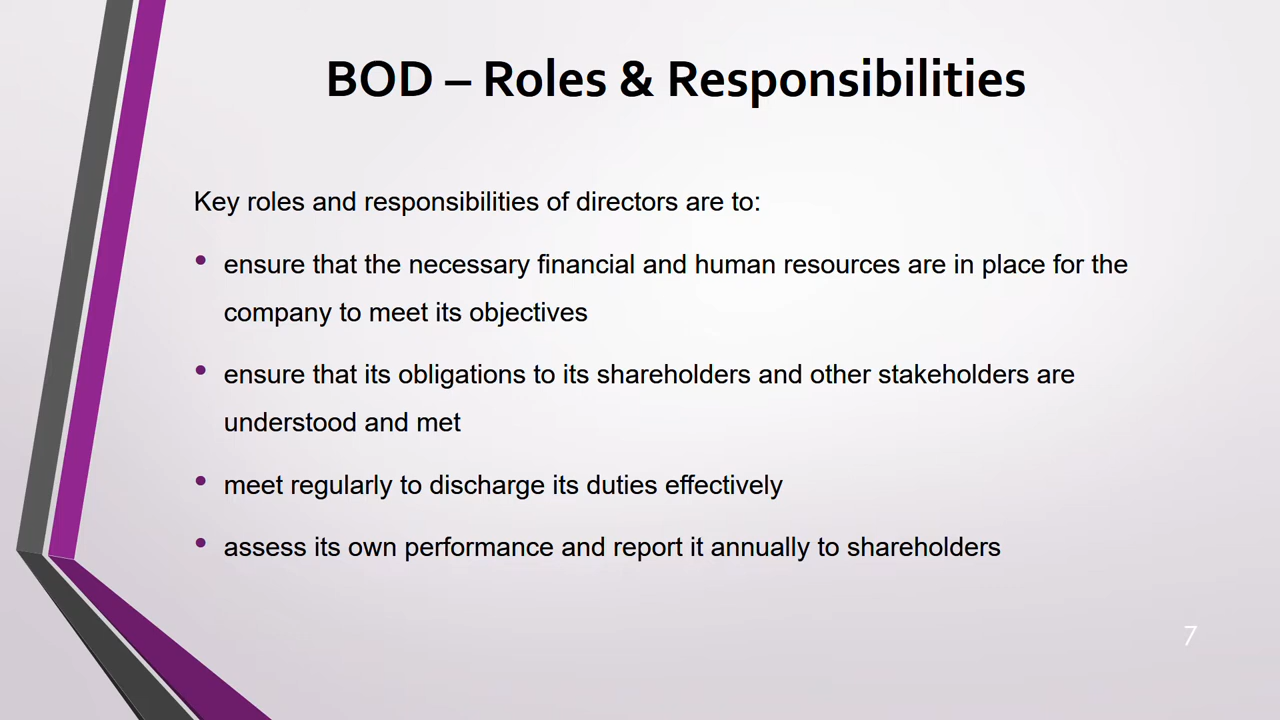 BOD – Roles & Responsibilities
Key roles and responsibilities of directors are to:
• ensure that the necessary financial and human resources are in place for the
company to meet its objectives
• ensure that its obligations to its shareholders and other stakeholders are
understood and met
• meet regularly to discharge its duties effectively
• assess its own performance and report it annually to shareholders
7